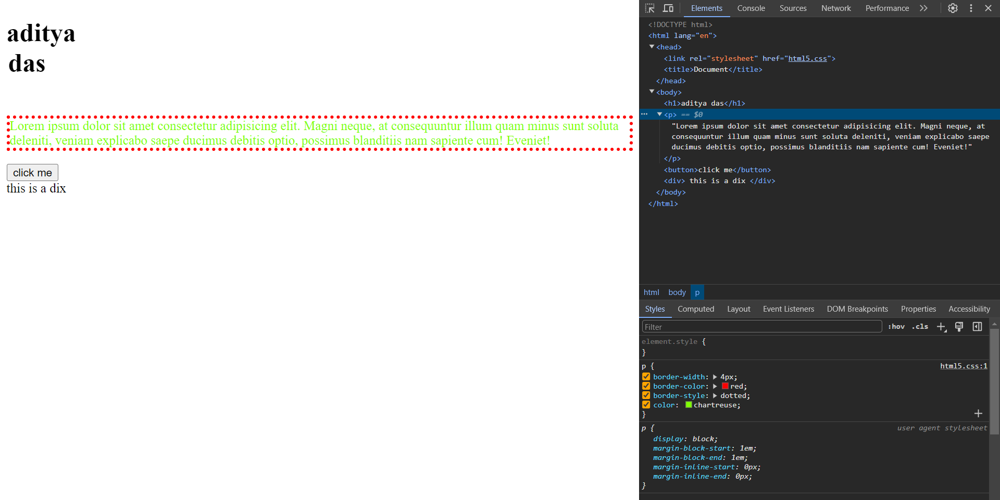 aditya
das
Lorem ipsum dolor sit amet consectetur adipisicing elit. Magni neque, at consequuntur illum quam minus sunt soluta
deleniti, veniam explicabo saepe ducimus debitis optio, possimus blanditiis nam sapiente cum! Eveniet!
click me
this is a dix
Elements Console Sources Network Performance
<!DOCTYPE html>
<html lang="en">
<head>
<link rel="stylesheet" href="html5.css">
<title>Document</title>
</head>
<body>
<h1>aditya das</h1>
<p> == $0
"Lorem ipsum dolor sit amet consectetur adipisicing elit. Magni neque, at
consequuntur illum quam minus sunt soluta deleniti, veniam explicabo saepe
ducimus debitis optio, possimus blanditiis nam sapiente cum! Eveniet!"
</p>
<button>click me</button>
<div> this is a dix </div>
</body>
</html>
html body p
Styles Computed Layout Event Listeners DOM Breakpoints Properties Accessibility
Filter :hov .cls
element.style {
}
p { html5.css:1
border-width: 4px;
border-color: red;
border-style: dotted;
color: chartreuse;
}
p { user agent stylesheet
display: block;
margin-block-start: 1em;
margin-block-end: 1em;
margin-inline-start: 0px;
margin-inline-end: 0px;
}